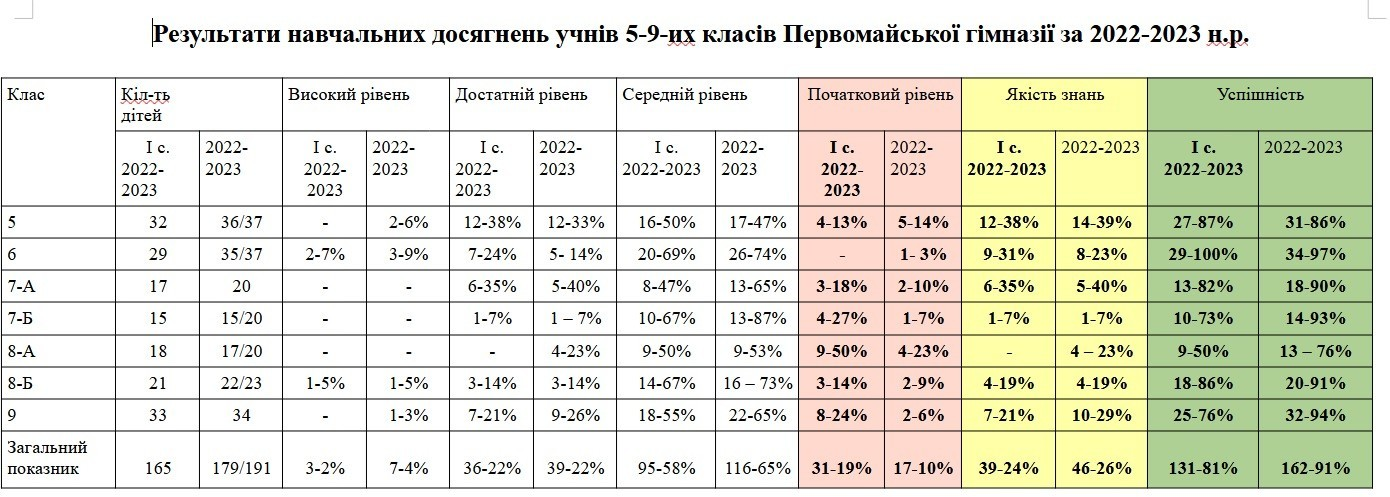 Результати навчальних досягнень учнів 5-9-их класів Первомайської гімназії за 2022-2023 н.р.
Клас Кіл-ть дітей Високий рівень Достатній рівень Середній рівень Початковий рівень Якість знань Успішність
І с. 2022-2023 2022-2023 І с. 2022-2023 2022-2023 І с. 2022-2023 2022-2023 І с. 2022-2023 2022-2023 І с. 2022-2023 2022-2023 І с. 2022-2023 2022-2023 І с. 2022-2023 2022-2023
5 32 36/37 - 2-6% 12-38% 12-33% 16-50% 17-47% 4-13% 5-14% 12-38% 14-39% 27-87% 31-86%
6 29 35/37 2-7% 3-9% 7-24% 5- 14% 20-69% 26-74% - 1- 3% 9-31% 8-23% 29-100% 34-97%
7-А 17 20 - - 6-35% 5-40% 8-47% 13-65% 3-18% 2-10% 6-35% 5-40% 13-82% 18-90%
7-Б 15 15/20 - - 1-7% 1 – 7% 10-67% 13-87% 4-27% 1-7% 1-7% 1-7% 10-73% 14-93%
8-А 18 17/20 - - - 4-23% 9-50% 9-53% 9-50% 4-23% - 4 – 23% 9-50% 13 – 76%
8-Б 21 22/23 1-5% 1-5% 3-14% 3-14% 14-67% 16 – 73% 3-14% 2-9% 4-19% 4-19% 18-86% 20-91%
9 33 34 - 1-3% 7-21% 9-26% 18-55% 22-65% 8-24% 2-6% 7-21% 10-29% 25-76% 32-94%
Загальний показник 165 179/191 3-2% 7-4% 36-22% 39-22% 95-58% 116-65% 31-19% 17-10% 39-24% 46-26% 131-81% 162-91%